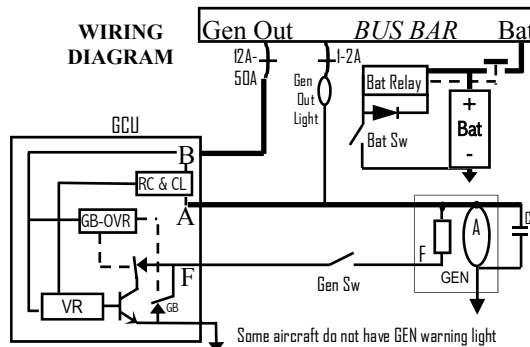 WIRING
DIAGRAM
Gen Out BUS BAR Bat
12A-
50A
1-2A
Gen
Out
Light
Bat Relay
Bat Sw
+
Bat
-
GCU
B
RC & CL
A
GB-OVR
F
VR
GB
Gen Sw
F
A
GEN
C
Some aircraft do not have GEN warning light